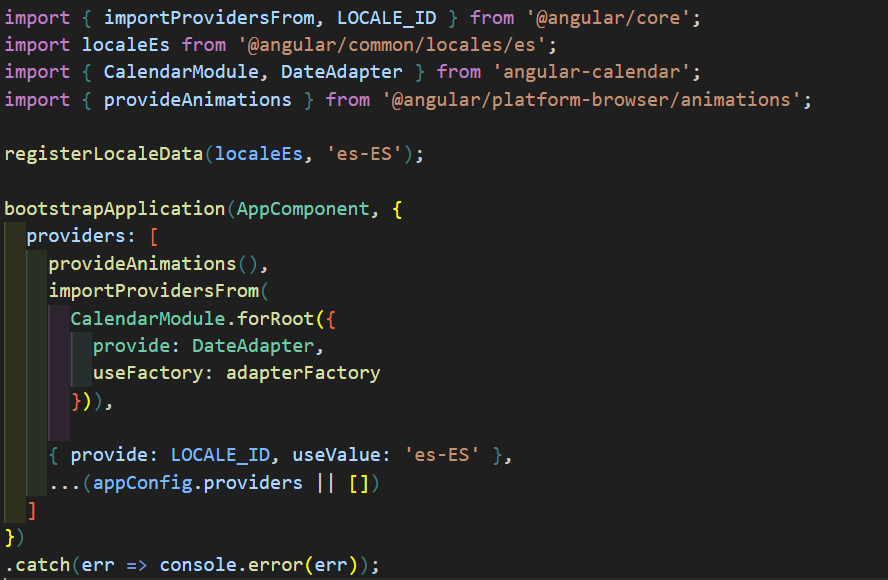 import { importProvidersFrom, LOCALE_ID } from '@angular/core';
import localeEs from '@angular/common/locales/es';
import { CalendarModule, DateAdapter } from 'angular-calendar';
import { provideAnimations } from '@angular/platform-browser/animations';

registerLocaleData(localeEs, 'es-ES');

bootstrapApplication(AppComponent, {
  providers: [
    provideAnimations(),
    importProvidersFrom(
      CalendarModule.forRoot({
        provide: DateAdapter,
        useFactory: adapterFactory
      })),

    { provide: LOCALE_ID, useValue: 'es-ES' },
    ...(appConfig.providers || [])
  ]
})
.catch(err => console.error(err));